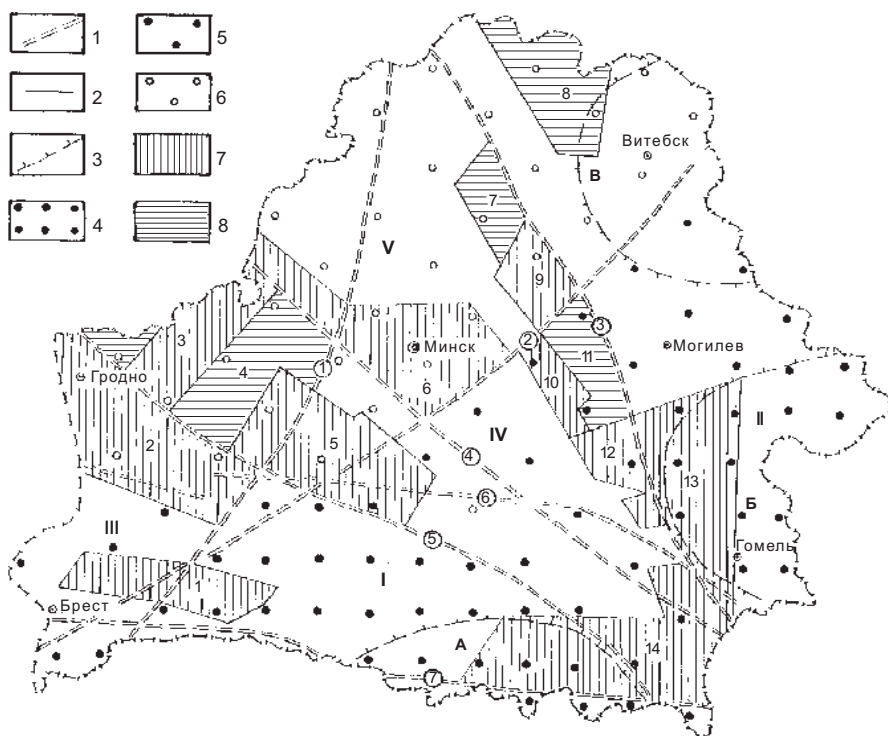 1 5
8
2 6
Витебск
В
3 7
7
4 8
V
9
3
Минск
2
3
Могилев
1
4
6
11
Гродно
10
II
IV
2
5
12
4
13
6
Б
III
5
Гомель
I
1
Брест
А
14
7